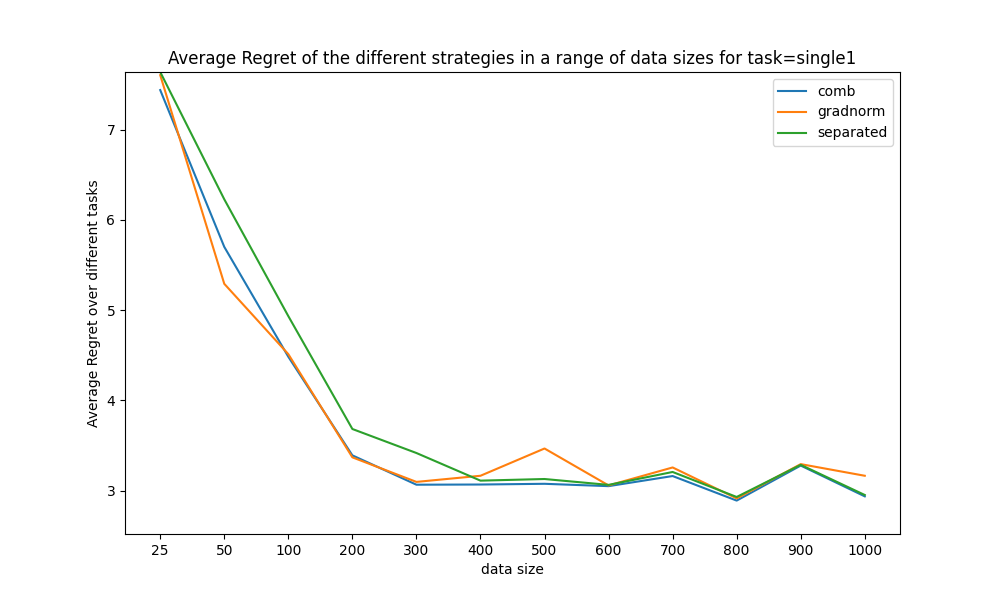 Average Regret of the different strategies in a range of data sizes for task=single1
comb
gradnorm
separated
Average Regret over different tasks
7
6
5
4
3
25 50 100 200 300 400 500 600 700 800 900 1000
data size